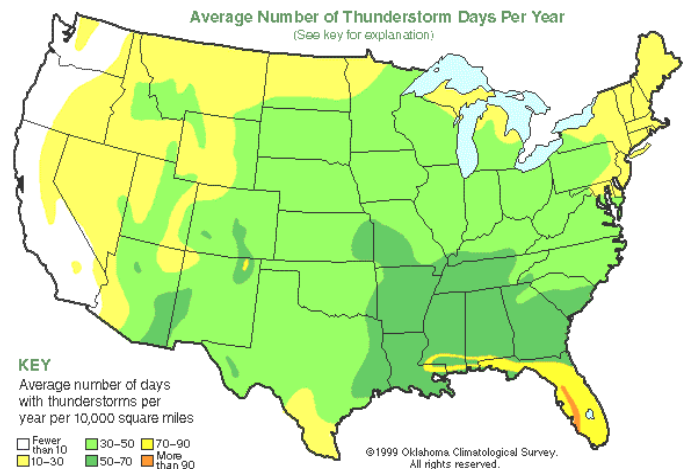 Average Number of Thunderstorm Days Per Year
(See key for explanation)
KEY
Average number of days
with thunderstorms per
year per 10,000 square miles
Fewer than 10
30–50
70–90
10–30
50–70
More than 90
©1999 Oklahoma Climatological Survey.
All rights reserved.